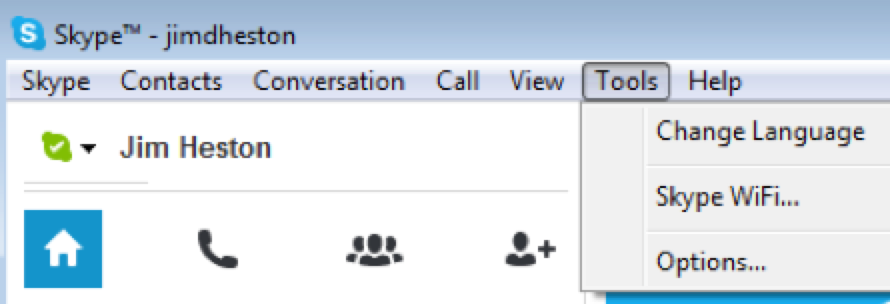 Skype™ - jimdheston
Skype Contacts Conversation Call View Tools Help
Jim Heston
Change Language
Skype WiFi...
Options...